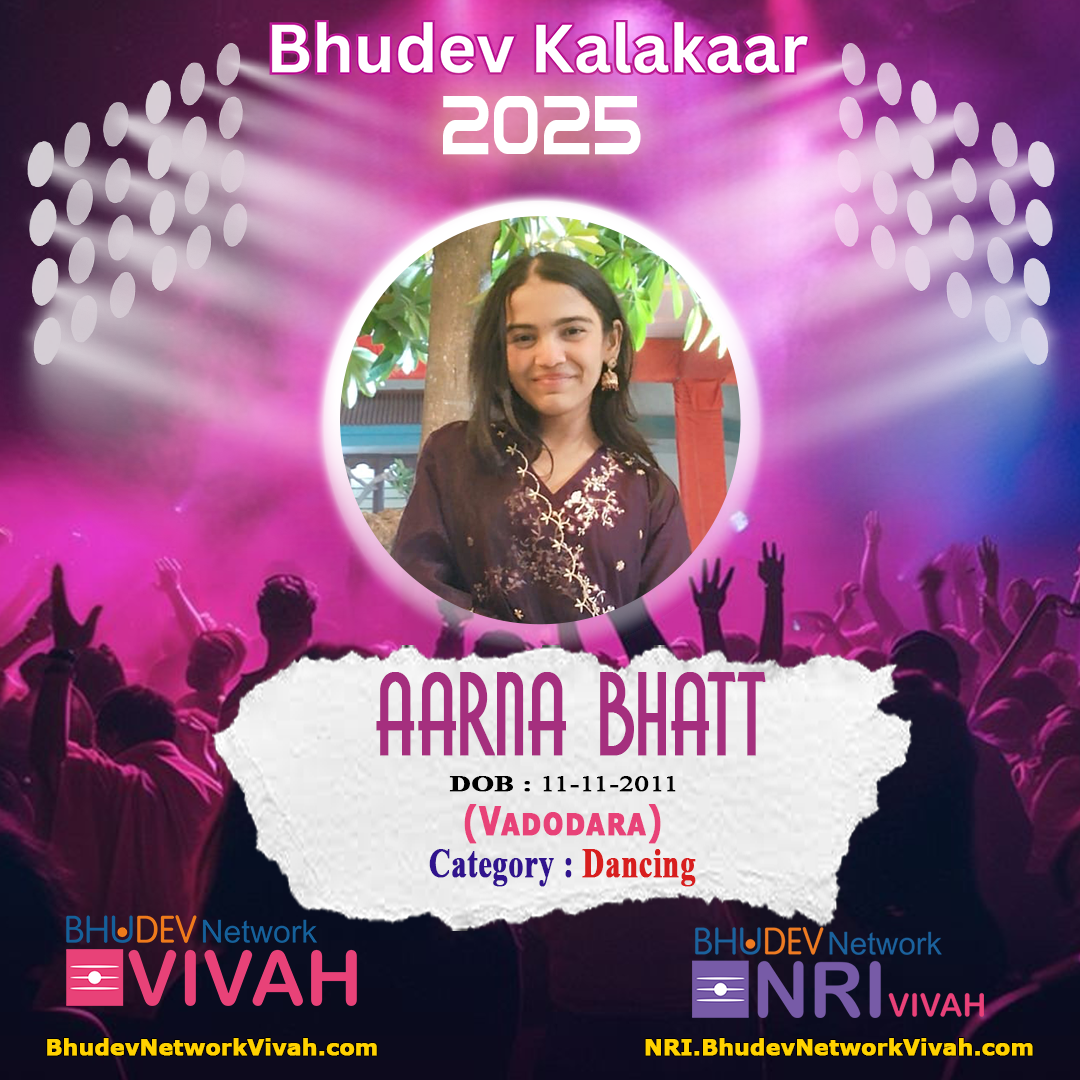 Bhudev Kalakaar
2025
AARNA BHATT
DOB : 11-11-2011
(VADODARA)
Category : Dancing
BHUDEV Network
VIVAH
BhudevNetworkVivah.com
BHUDEV Network
NRI VIVAH
NRI.BhudevNetworkVivah.com